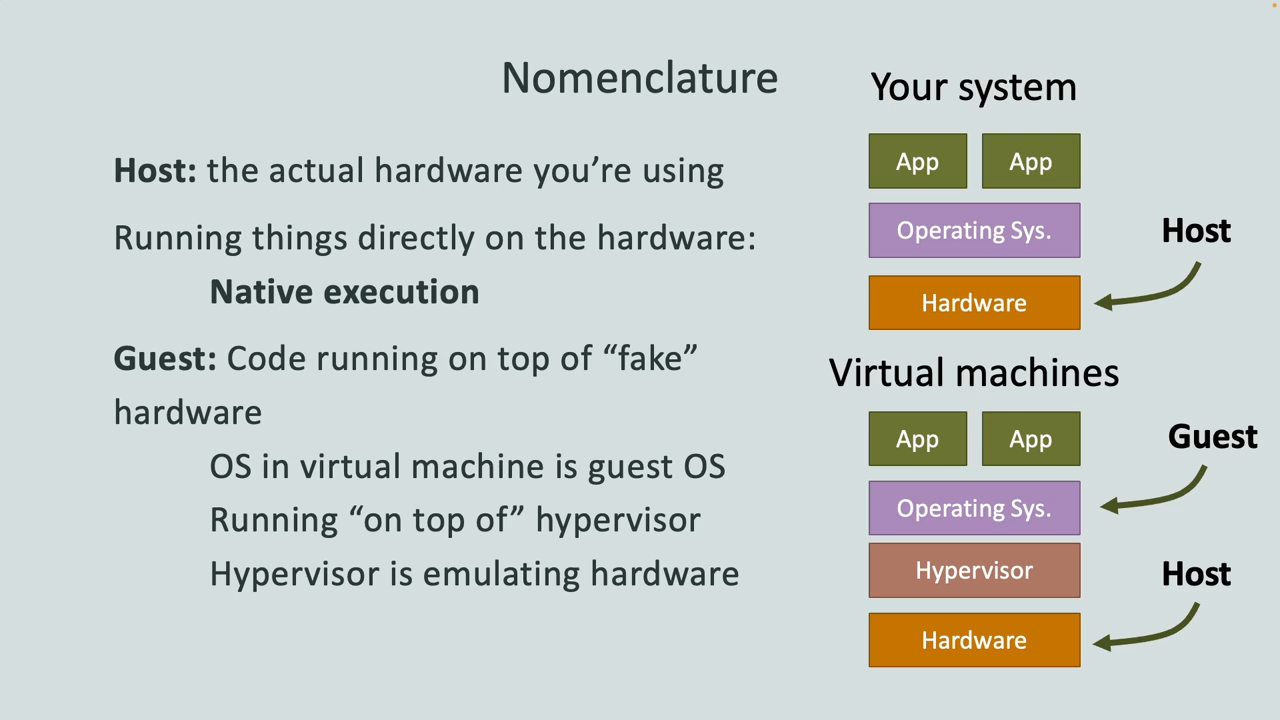 Nomenclature
Host: the actual hardware you’re using
Running things directly on the hardware:
Native execution
Guest: Code running on top of “fake”
hardware
OS in virtual machine is guest OS
Running “on top of” hypervisor
Hypervisor is emulating hardware
Your system
App App
Operating Sys.
Host
Hardware
Virtual machines
App App
Guest
Operating Sys.
Hypervisor
Host
Hardware